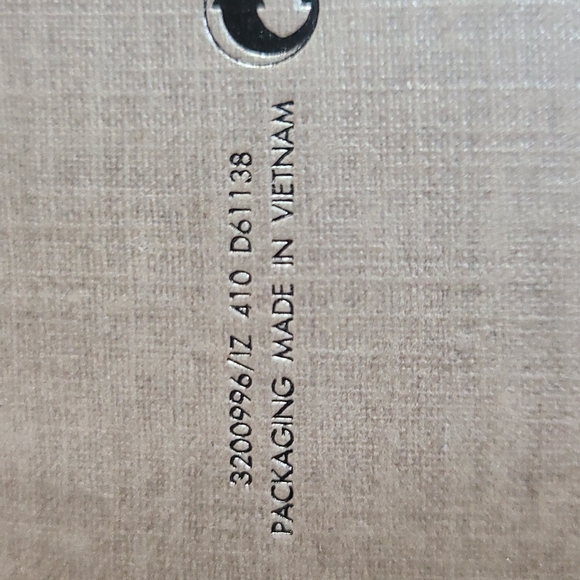 3200996/1Z 410 D61138
PACKAGING MADE IN VIETNAM